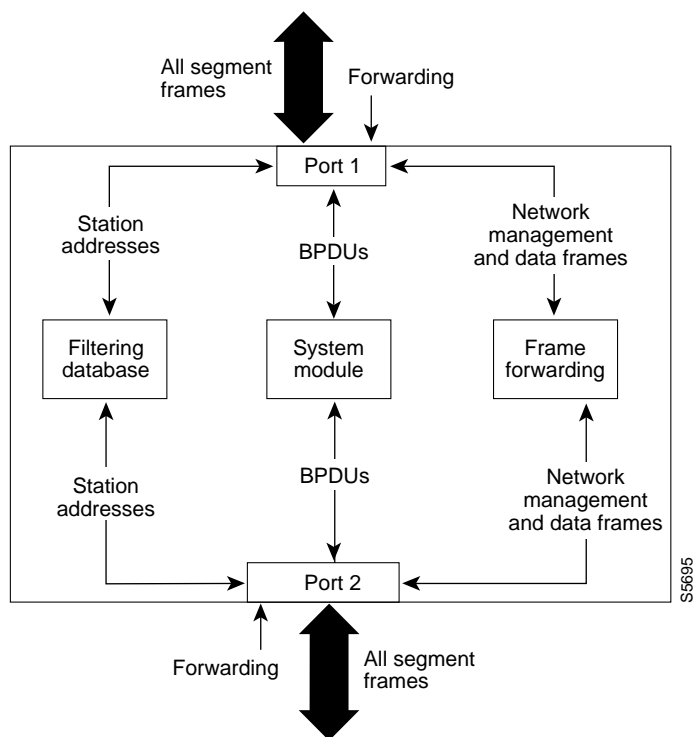 All segment
frames
Forwarding
Port 1
Station
addresses
BPDUs
Network
management
and data frames
Filtering
database
System
module
Frame
forwarding
Station
addresses
BPDUs
Network
management
and data frames
Port 2
S5695
Forwarding
All segment
frames